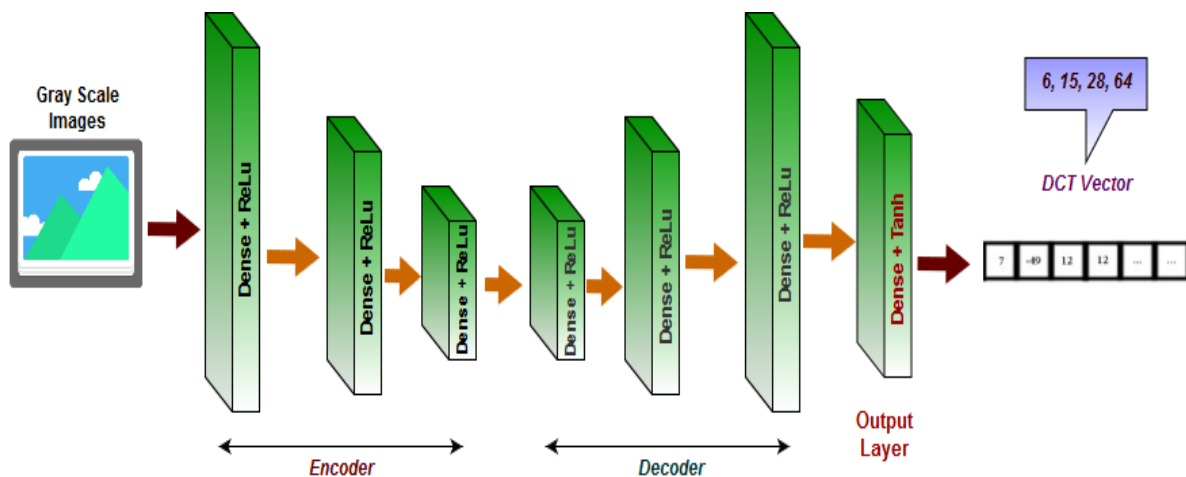 Gray Scale
Images
Dense + ReLu
Dense + ReLu
Dense + ReLu
Dense + ReLu
Dense + ReLu
Dense + ReLu
Dense + Tanh
Output
Layer
Encoder
Decoder
6, 15, 28, 64
DCT Vector
7 -49 12 12 ... ...